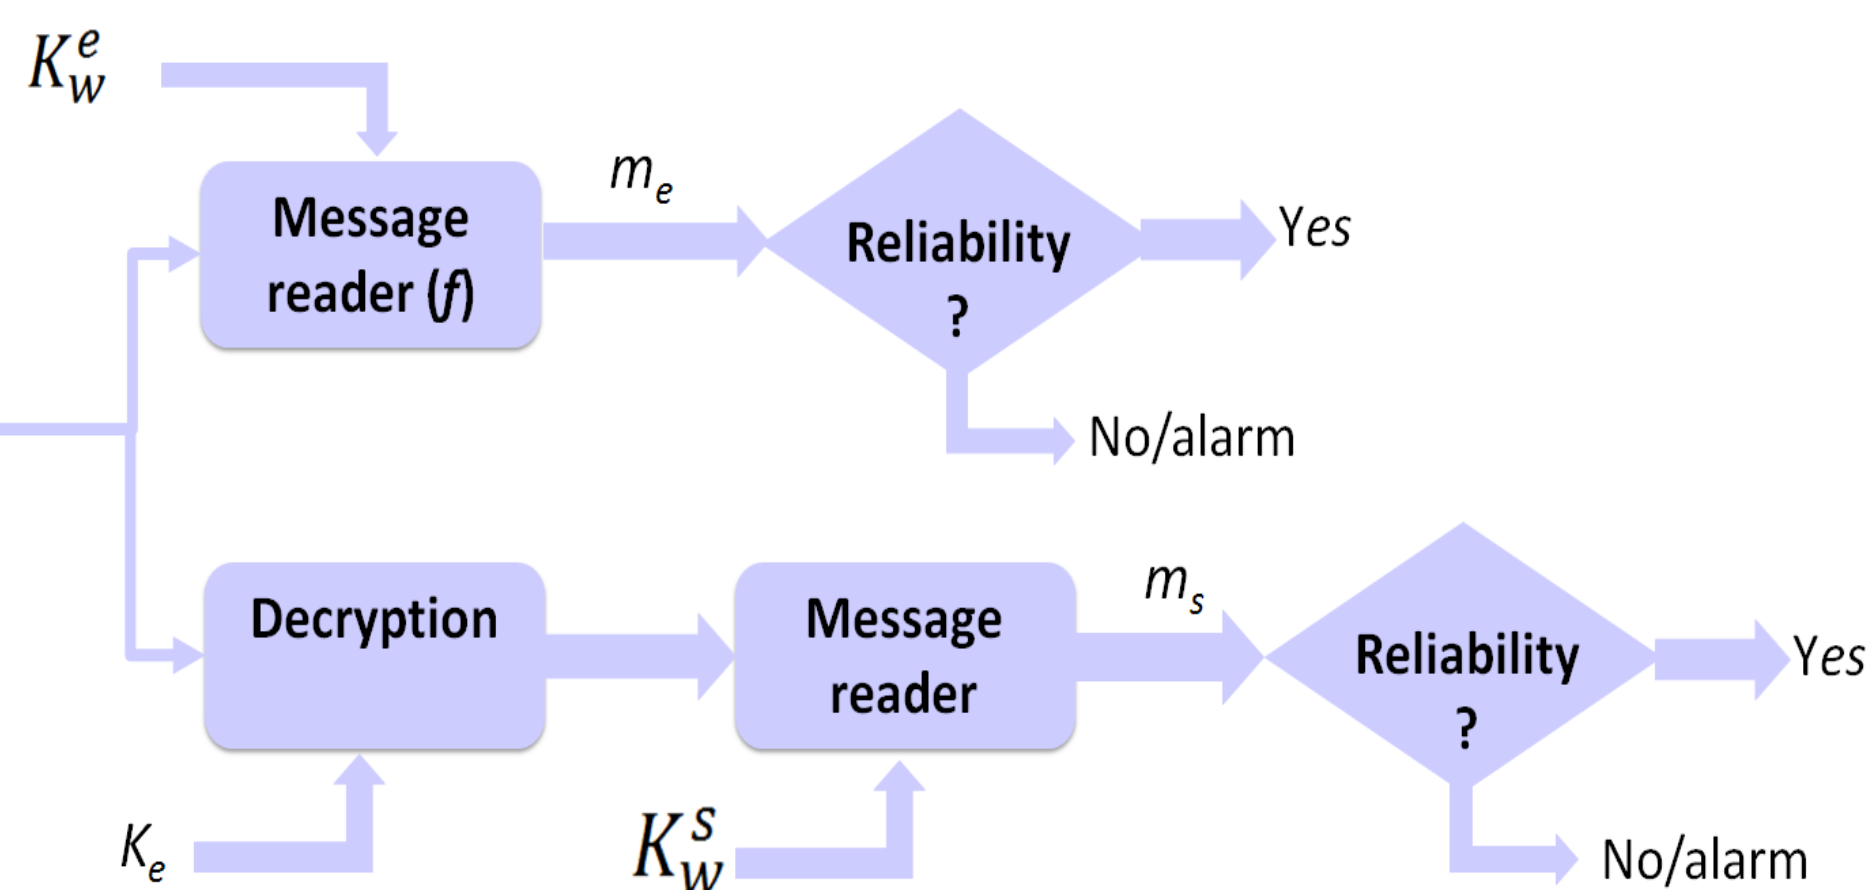 K_w^e
m_e
Message
reader (f)
Reliability
?
Yes
No/alarm
Decryption
Message
reader
m_s
Reliability
?
Yes
K_e
K_w^s
No/alarm